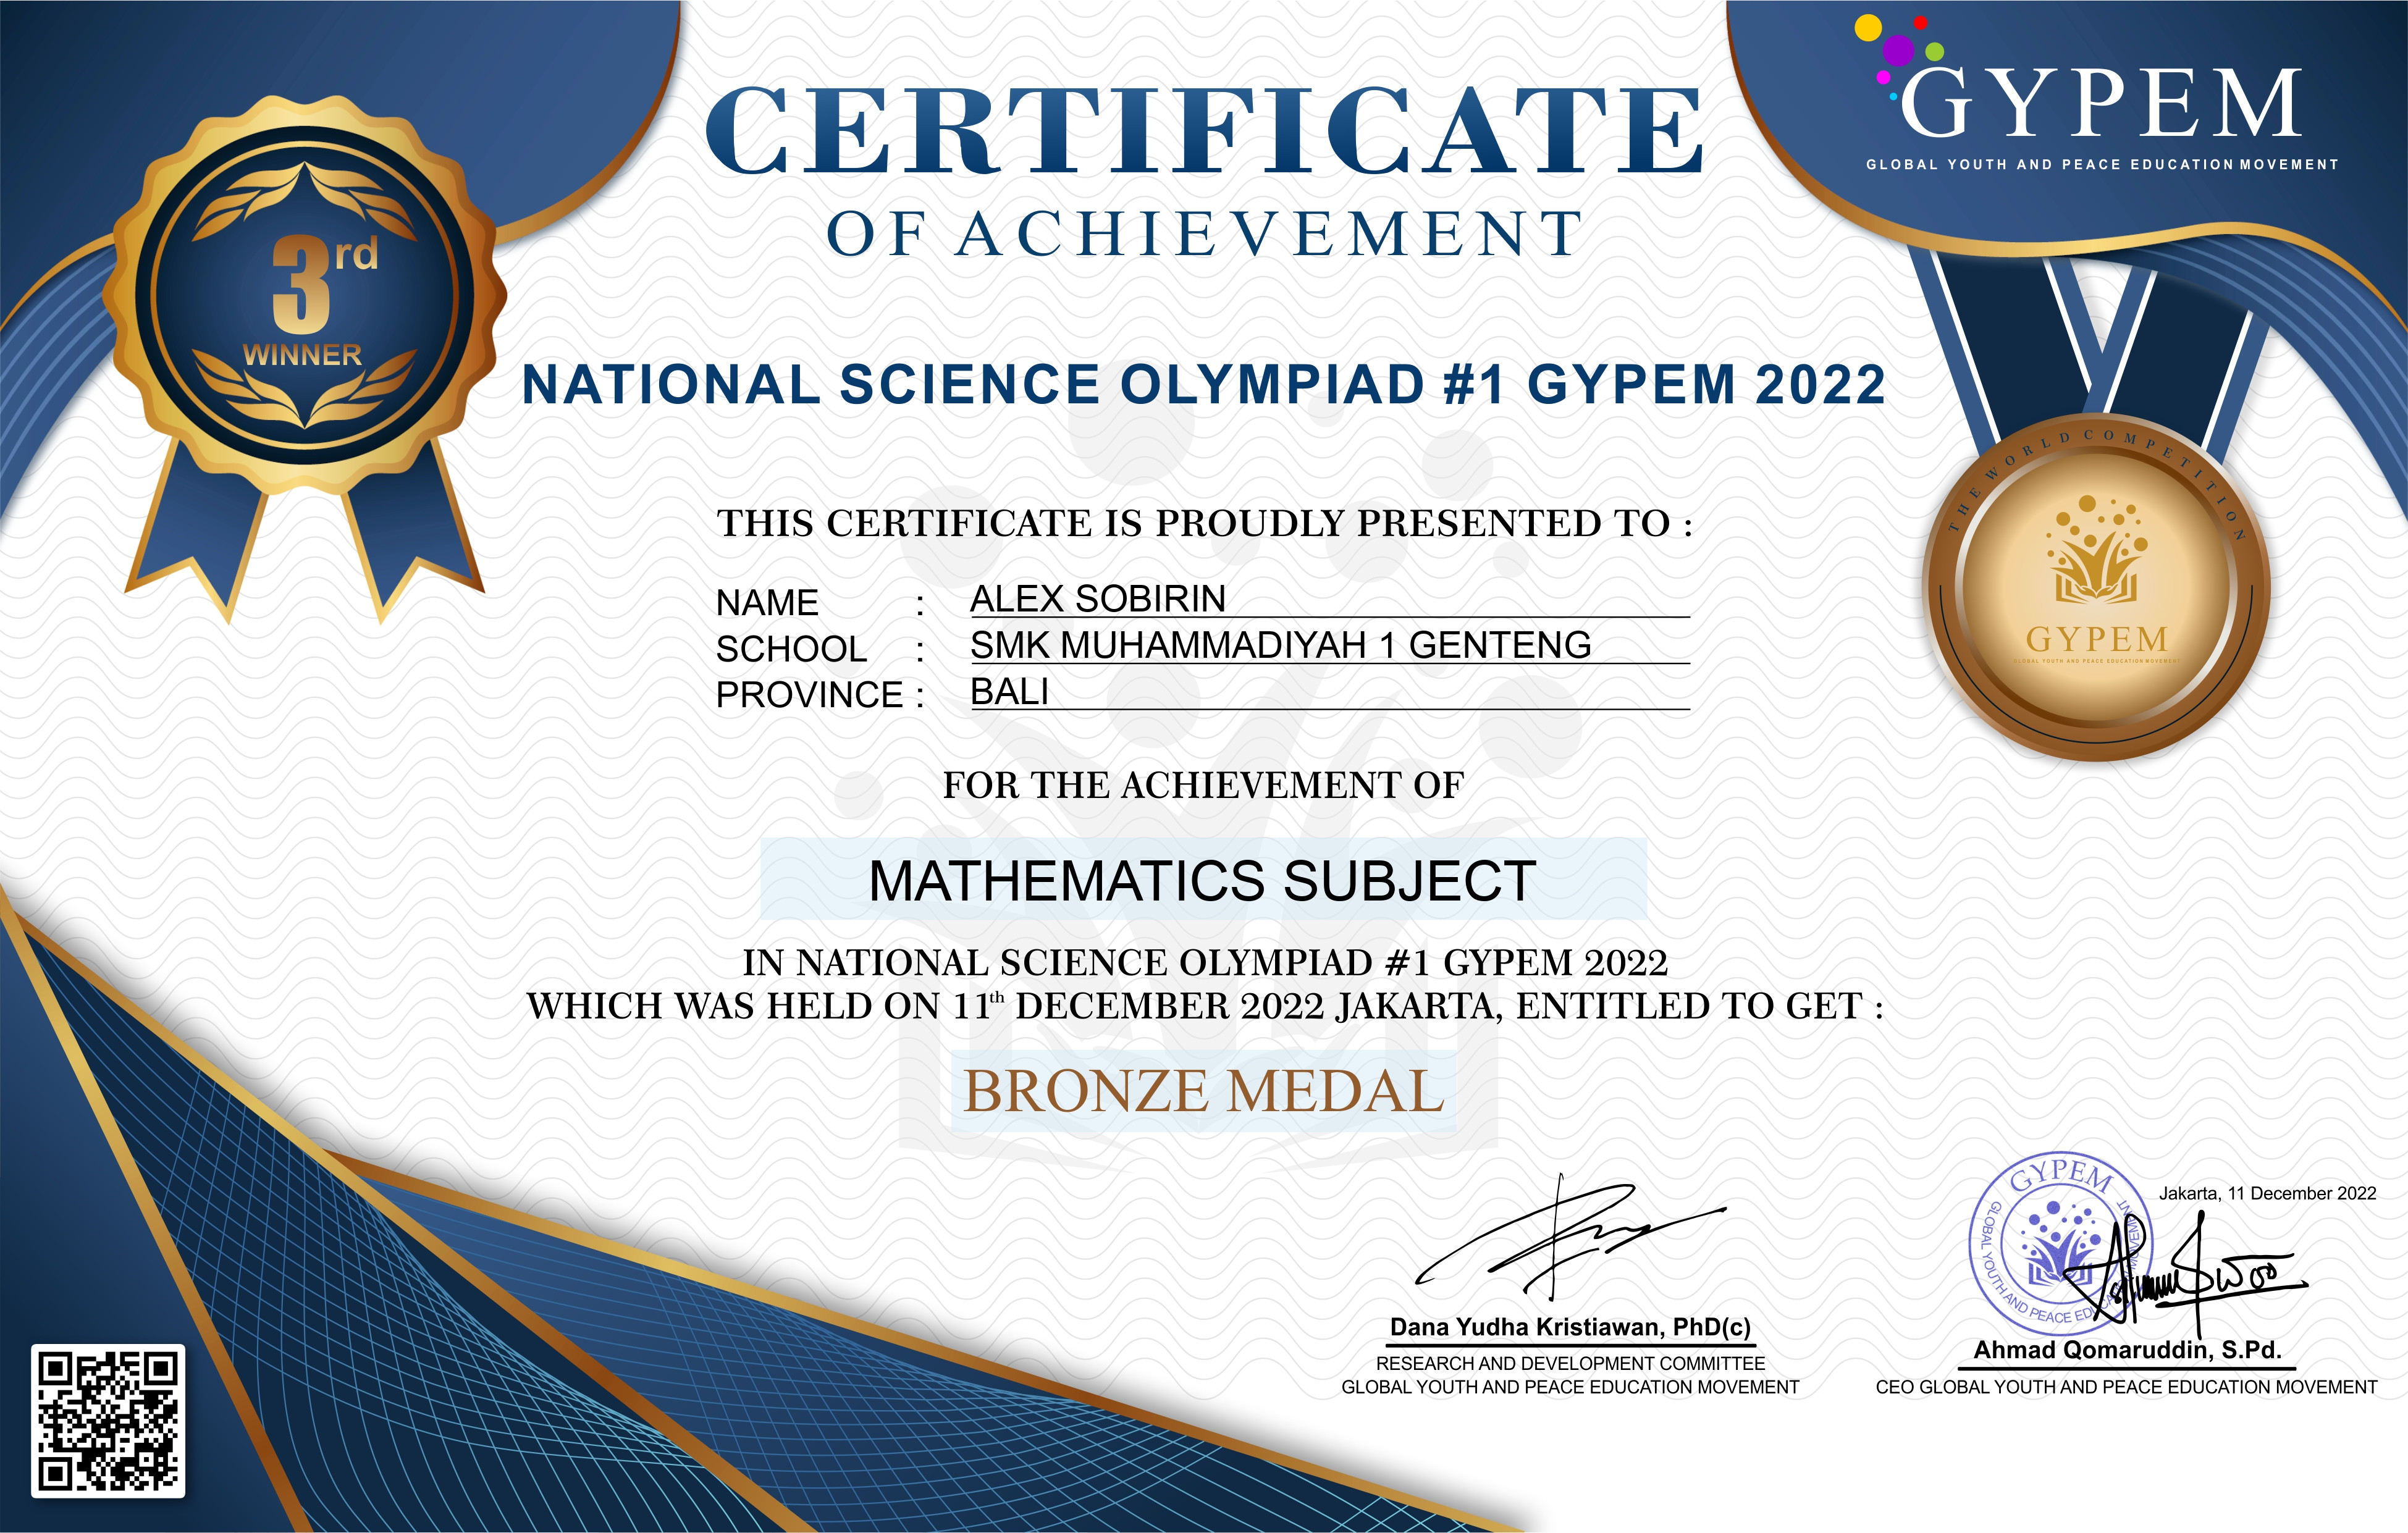 CERTIFICATE
OF ACHIEVEMENT
GYPEM
GLOBAL YOUTH AND PEACE EDUCATION MOVEMENT
3rd
WINNER
NATIONAL SCIENCE OLYMPIAD #1 GYPEM 2022
THE WORLD COMPETITION
GYPEM
GLOBAL YOUTH AND PEACE EDUCATION MOVEMENT
THIS CERTIFICATE IS PROUDLY PRESENTED TO :
NAME : ALEX SOBIRIN
SCHOOL : SMK MUHAMMADIYAH 1 GENTENG
PROVINCE : BALI
FOR THE ACHIEVEMENT OF
MATHEMATICS SUBJECT
IN NATIONAL SCIENCE OLYMPIAD #1 GYPEM 2022
WHICH WAS HELD ON 11th DECEMBER 2022 JAKARTA, ENTITLED TO GET :
BRONZE MEDAL
Jakarta, 11 December 2022
GYPEM
GLOBAL YOUTH AND PEACE EDUCATION MOVEMENT
Dana Yudha Kristiawan, PhD(c)
RESEARCH AND DEVELOPMENT COMMITTEE
GLOBAL YOUTH AND PEACE EDUCATION MOVEMENT
Ahmad Qomaruddin, S.Pd.
CEO GLOBAL YOUTH AND PEACE EDUCATION MOVEMENT